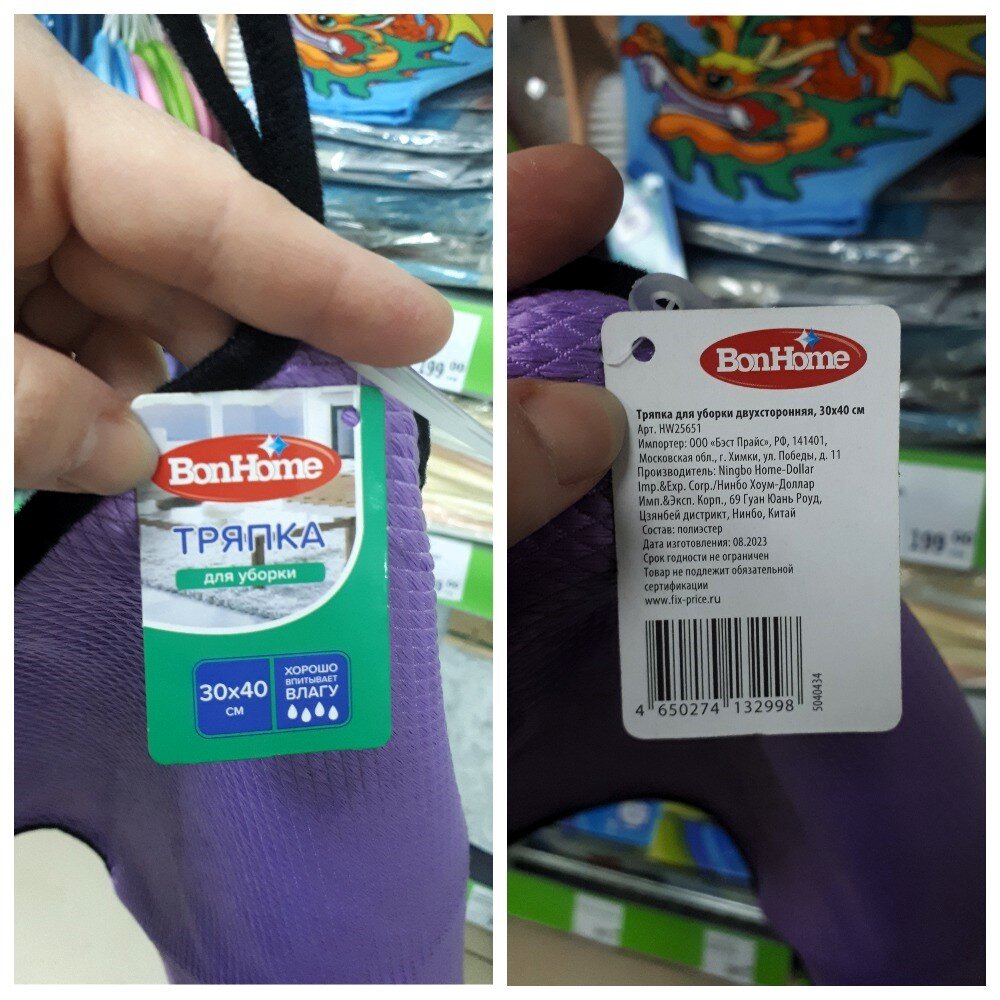 BonHome
ТРЯПКА
для уборки
30x40
см
ХОРОШО
ВПИТЫВАЕТ
ВЛАГУ
199
BonHome
Тряпка для уборки двухсторонняя, 30x40 см
Арт. HW25651
Импортер: ООО «Бэст Прайс», РФ, 141401,
Московская обл., г. Химки, ул. Победы, д. 11
Производитель: Ningbo Home-Dollar
Imp.&Exp. Corp./Нинбо Хоум-Доллар
Имп.&Эксп. Корп., 69 Гуан Юань Роуд,
Цзянбей дистрикт, Нинбо, Китай
Состав: полиэстер
Дата изготовления: 08.2023
Срок годности не ограничен
Товар не подлежит обязательной
сертификации
www.fix-price.ru
4 650274 132998
5040434
199